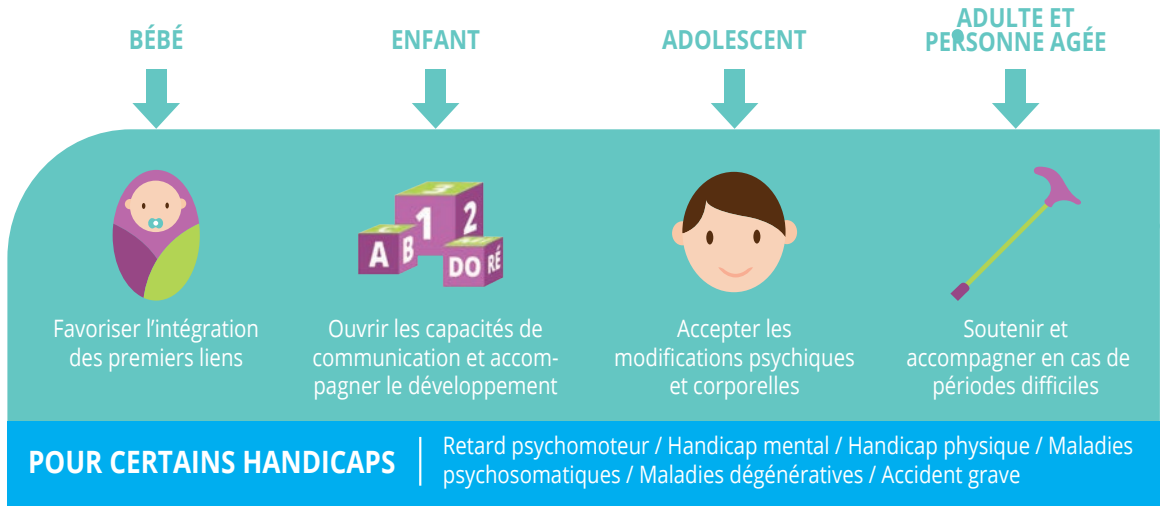 BÉBÉ
ENFANT
ADOLESCENT
ADULTE ET
PERSONNE AGÉE
3
1
2
C
A
B
DO
RÉ
Favoriser l’intégration
des premiers liens
Ouvrir les capacités de
communication et accom-
pagner le développement
Accepter les
modifications psychiques
et corporelles
Soutenir et
accompagner en cas de
périodes difficiles
POUR CERTAINS HANDICAPS
Retard psychomoteur / Handicap mental / Handicap physique / Maladies
psychosomatiques / Maladies dégénératives / Accident grave